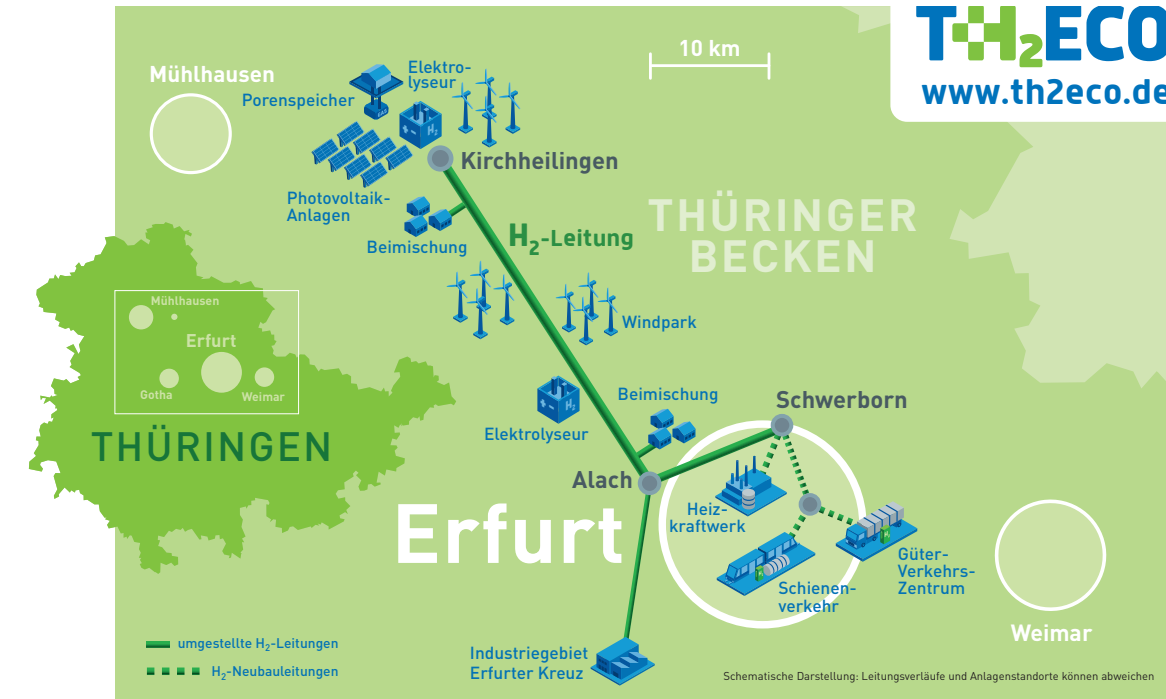 TH₂ECO
www.th2eco.de
10 km
Mühlhausen
Elektro-
lyseur
Porenspeicher
H₂
Kirchheilingen
Photovoltaik-
Anlagen
Beimischung
H₂-Leitung
THÜRINGER
BECKEN
Windpark
Mühlhausen
Erfurt
Gotha
Weimar
THÜRINGEN
Elektrolyseur
H₂
Beimischung
Schwerborn
Alach
Erfurt
Heiz-
kraftwerk
Schienen-
verkehr
Güter-
Verkehrs-
Zentrum
Weimar
Industriegebiet
Erfurter Kreuz
umgestellte H₂-Leitungen
H₂-Neubauleitungen
Schematische Darstellung: Leitungsverläufe und Anlagenstandorte können abweichen